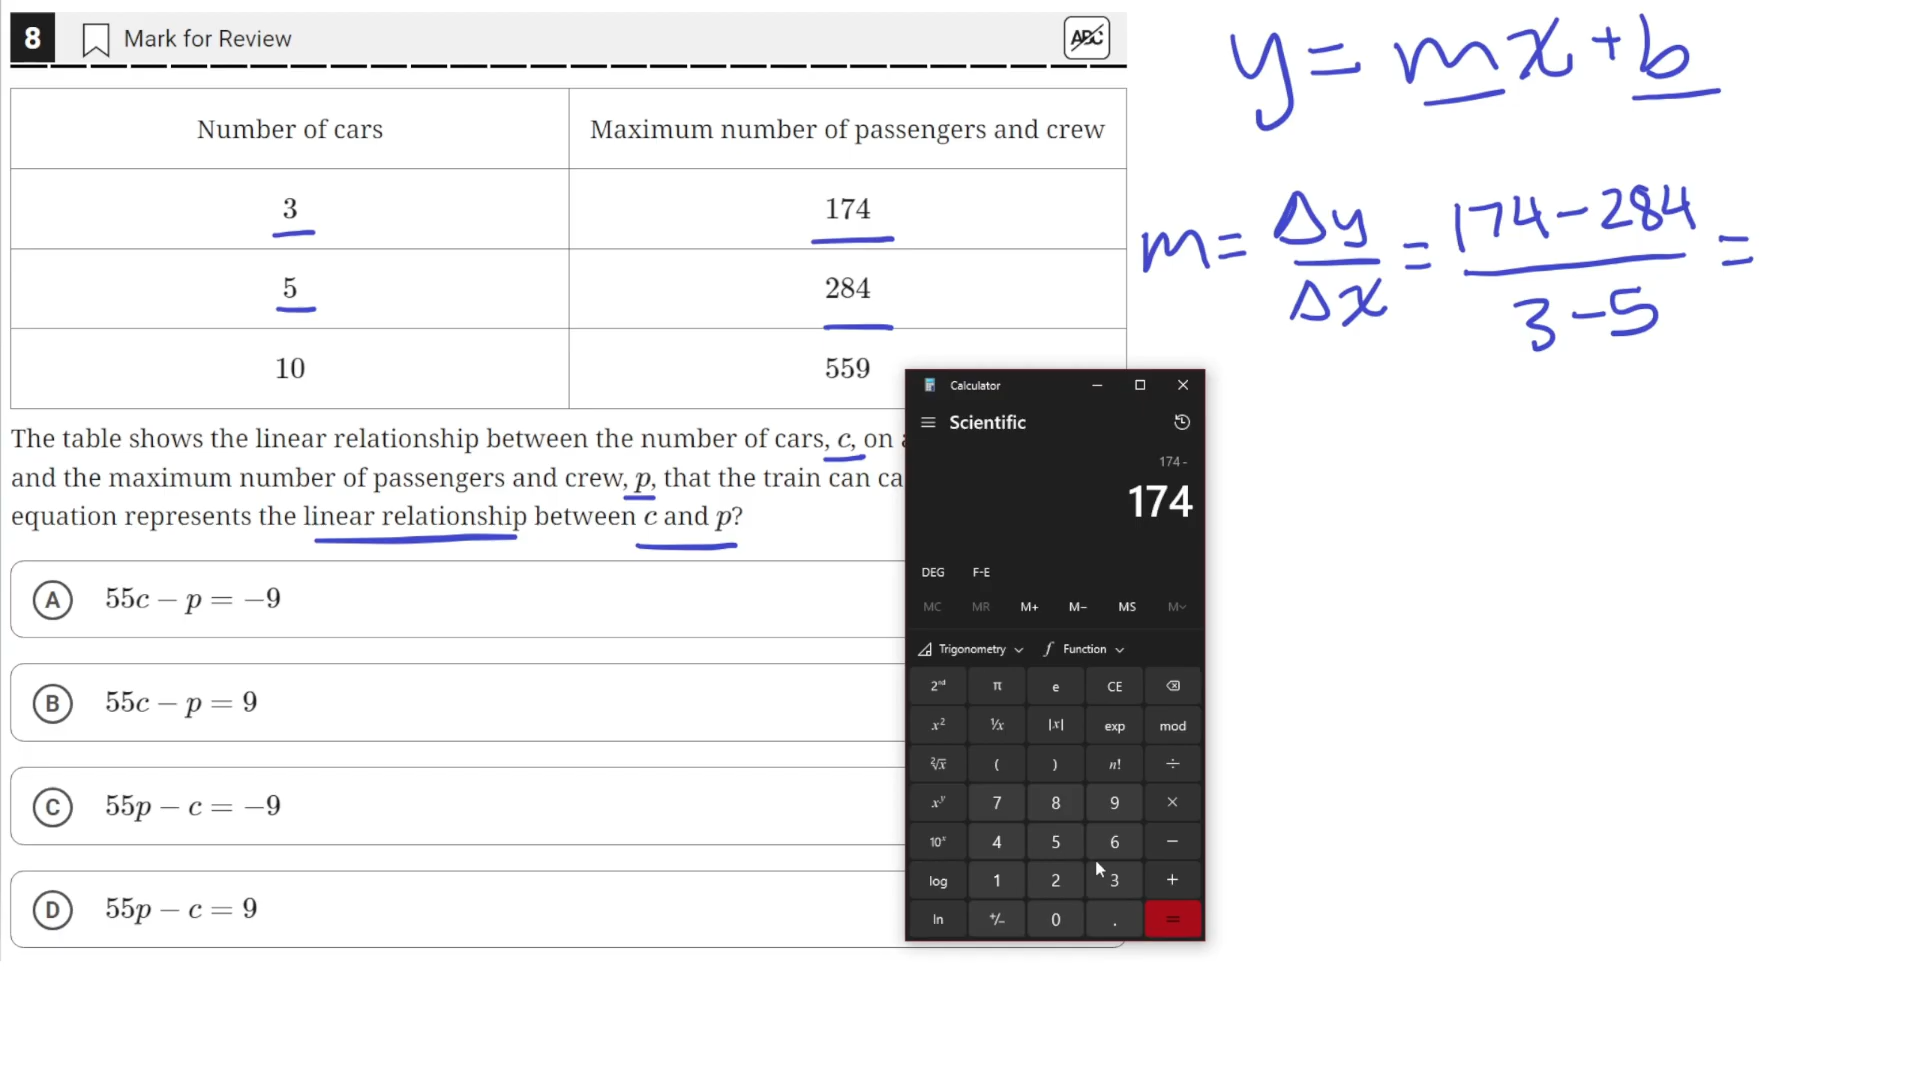 8 Mark for Review ABC
Number of cars Maximum number of passengers and crew
3 174
5 284
10 559
The table shows the linear relationship between the number of cars, c, on
and the maximum number of passengers and crew, p, that the train can ca
equation represents the linear relationship between c and p?
A 55c − p = −9
B 55c − p = 9
C 55p − c = −9
D 55p − c = 9
y = mx + b
m = Δy/Δx = (174 − 284)/(3 − 5) =
Calculator
Scientific
174 -
174
DEG F-E
MC MR M+ M− MS M˅
Trigonometry f Function
2ⁿᵈ π e CE
x² ¹/x |x| exp mod
²√x ( ) n! ÷
xʸ 7 8 9 ×
10ˣ 4 5 6 −
log 1 2 3 +
ln +/− 0 . =